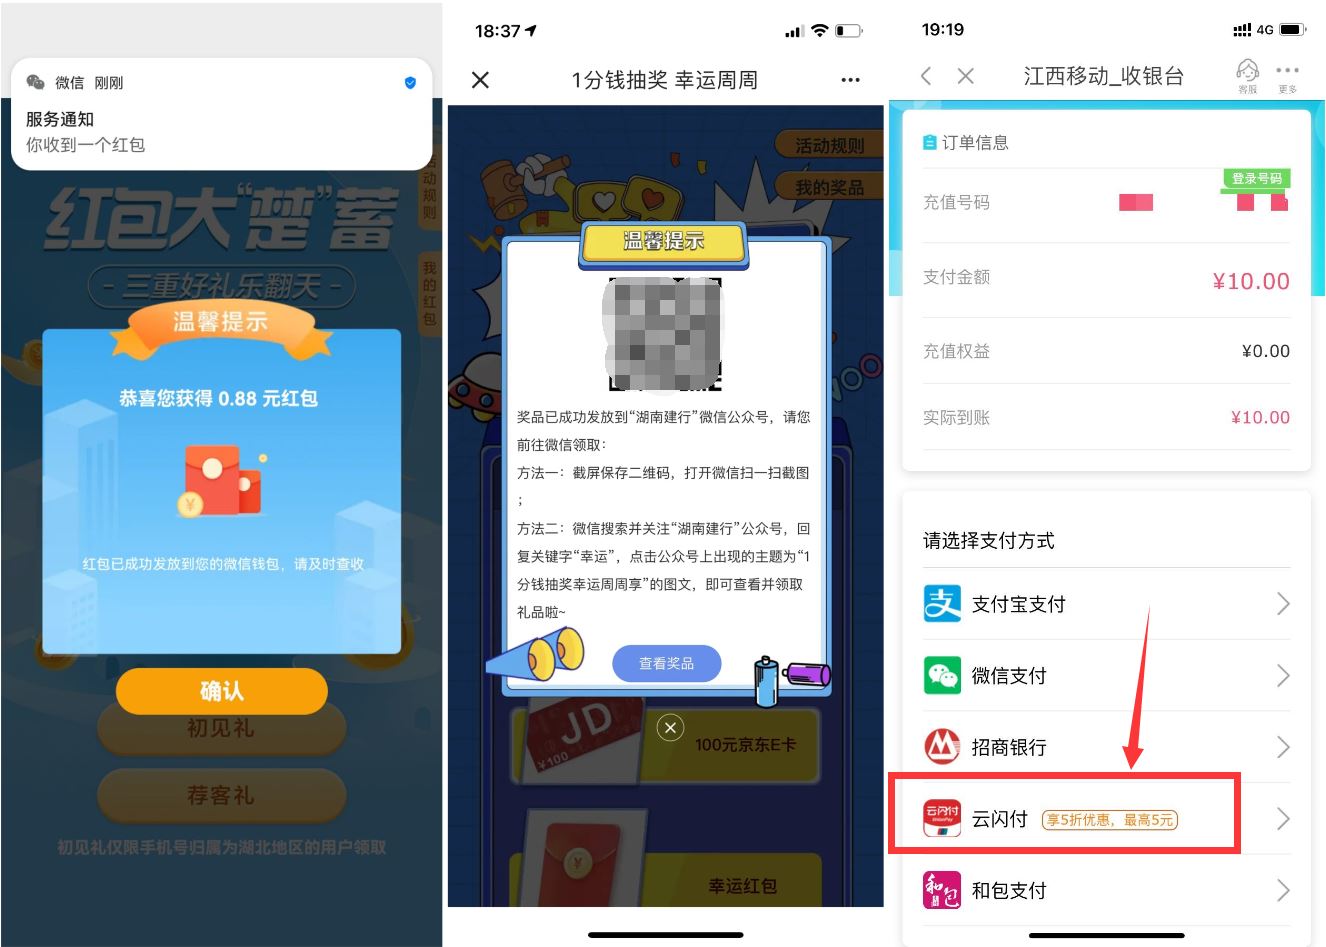 微信 刚刚
服务通知
你收到一个红包
活动规则
红包大“楚”蓄
三重好礼乐翻天
我的红包
温馨提示
恭喜您获得 0.88 元红包
红包已成功发放到您的微信钱包，请及时查收
确认
初见礼
荐客礼
初见礼仅限手机号归属为湖北地区的用户领取
18:37
1分钱抽奖 幸运周周
活动规则
我的奖品
温馨提示
奖品已成功发放到“湖南建行”微信公众号，请您
前往微信领取：
方法一：截屏保存二维码，打开微信扫一扫截图
；
方法二：微信搜索并关注“湖南建行”公众号，回
复关键字“幸运”，点击公众号上出现的主题为“1
分钱抽奖幸运周周享”的图文，即可查看并领取
礼品啦~
查看奖品
JD
¥100
100元京东E卡
幸运红包
19:19
4G
江西移动_收银台
客服
更多
订单信息
登录号码
充值号码
支付金额
¥10.00
充值权益
¥0.00
实际到账
¥10.00
请选择支付方式
支付宝支付
微信支付
招商银行
云闪付
UnionPay
云闪付
享5折优惠，最高5元
和包
和包支付